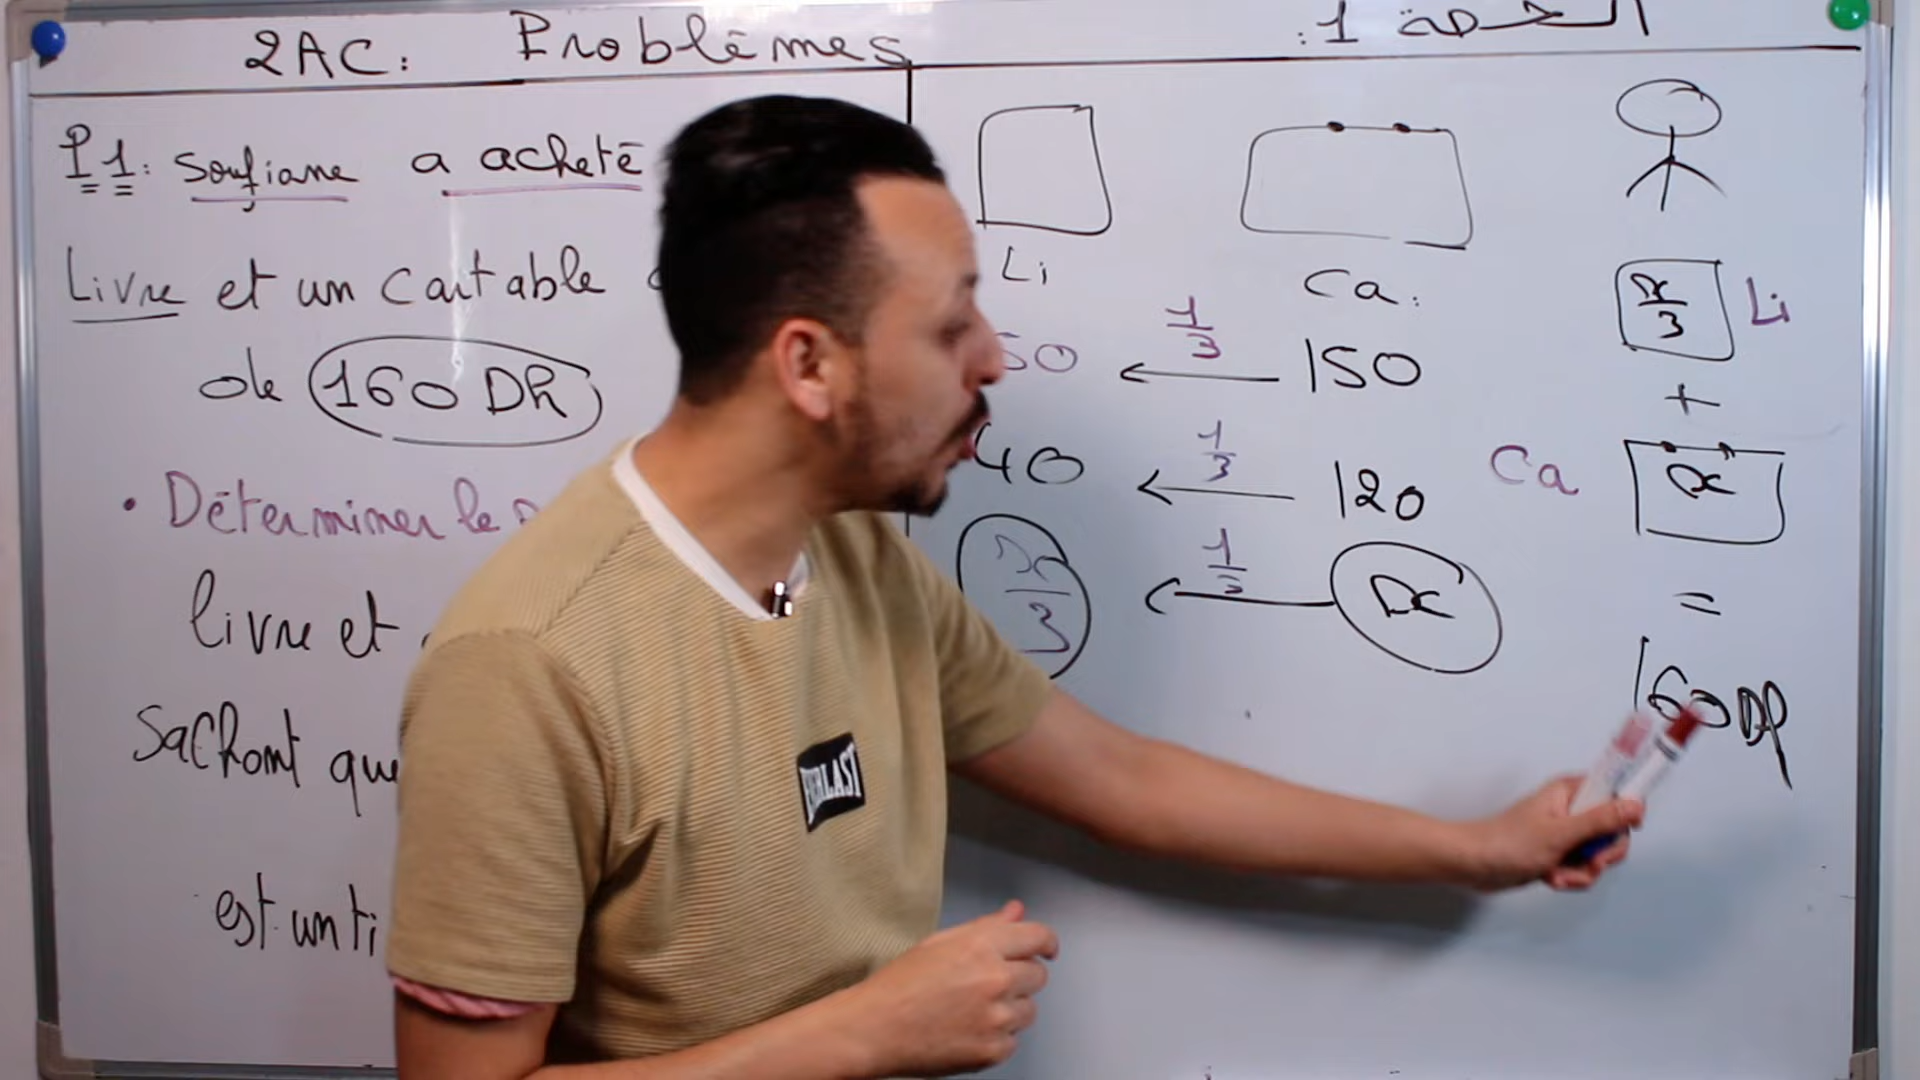 2AC: Problèmes
الحصة 1:
P1: Soufiane a acheté
Livre et un cartable
de 160 Dh
• Déterminer le
livre et
Sachant que
est un ti
Li
Ca:
50 ← 1/3 150
40 ← 1/3 120
x/3 ← 1/3 x
x/3 Li
+
Ca x
=
160 Dh
EVERLAST